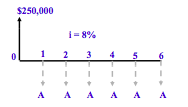 $250,000
i = 8%
0 1 2 3 4 5 6
A A A A A A